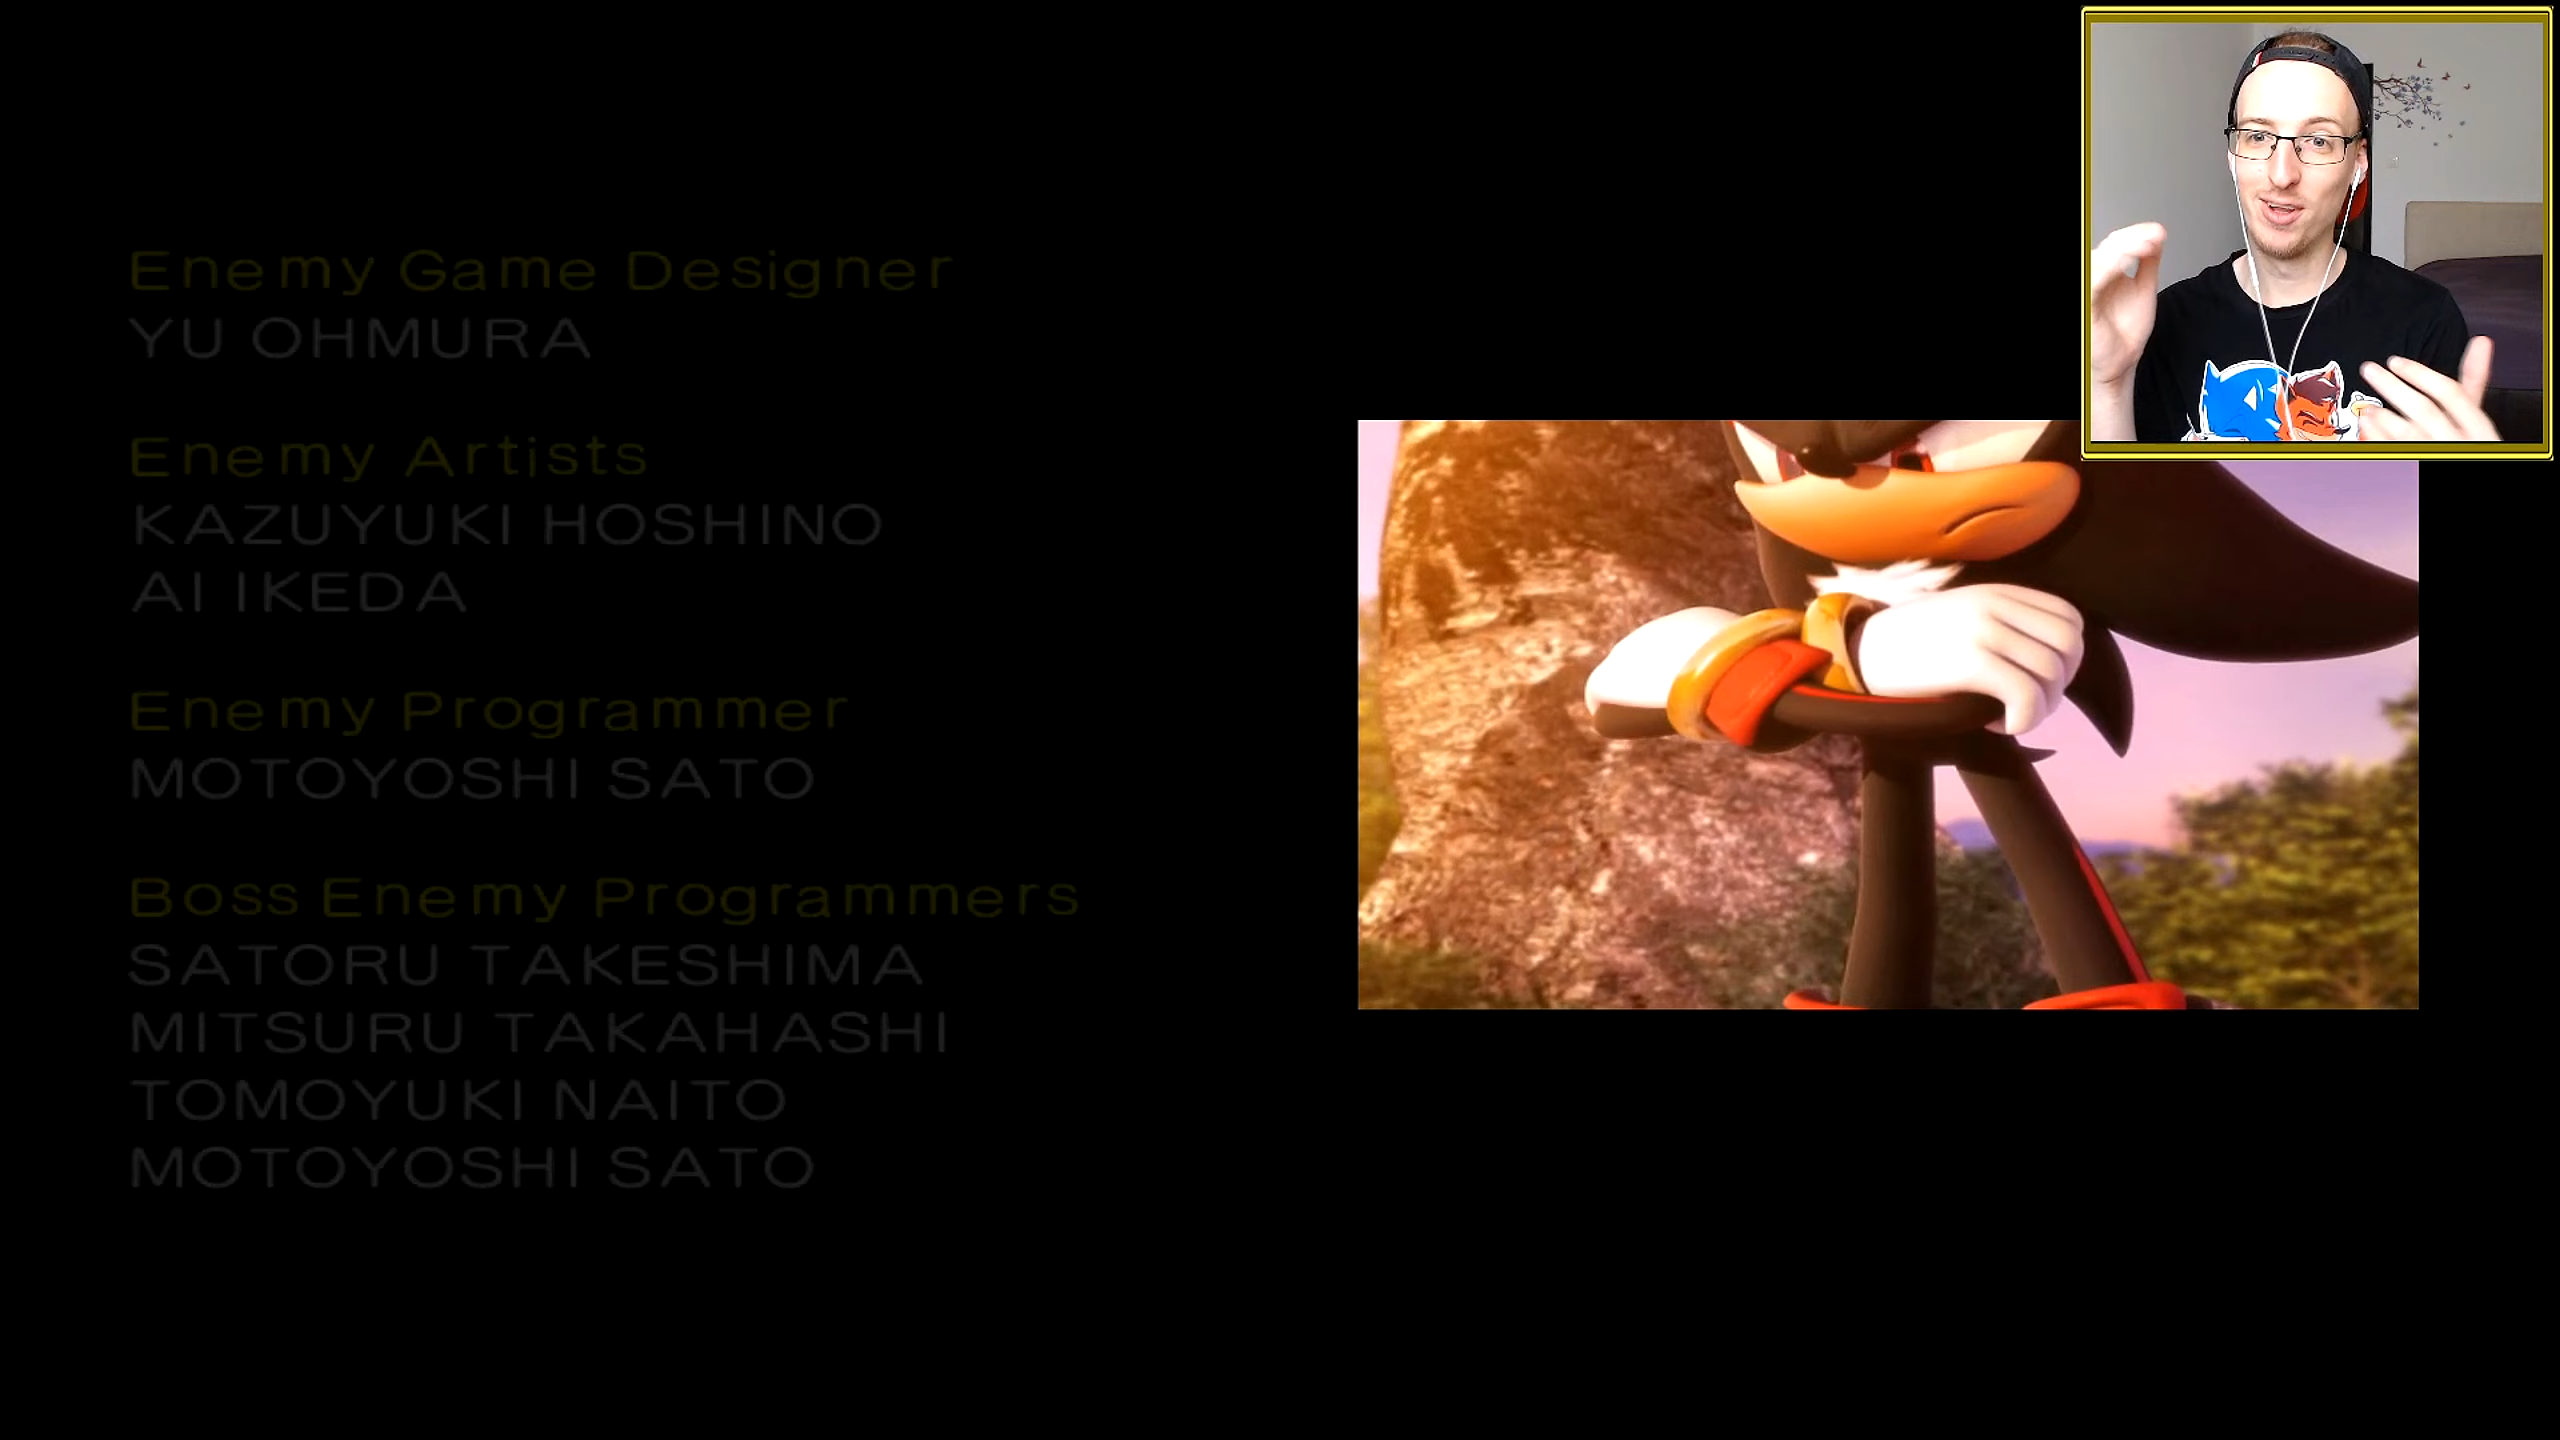 Enemy Game Designer
YU OHMURA
Enemy Artists
KAZUYUKI HOSHINO
AI IKEDA
Enemy Programmer
MOTOYOSHI SATO
Boss Enemy Programmers
SATORU TAKESHIMA
MITSURU TAKAHASHI
TOMOYUKI NAITO
MOTOYOSHI SATO